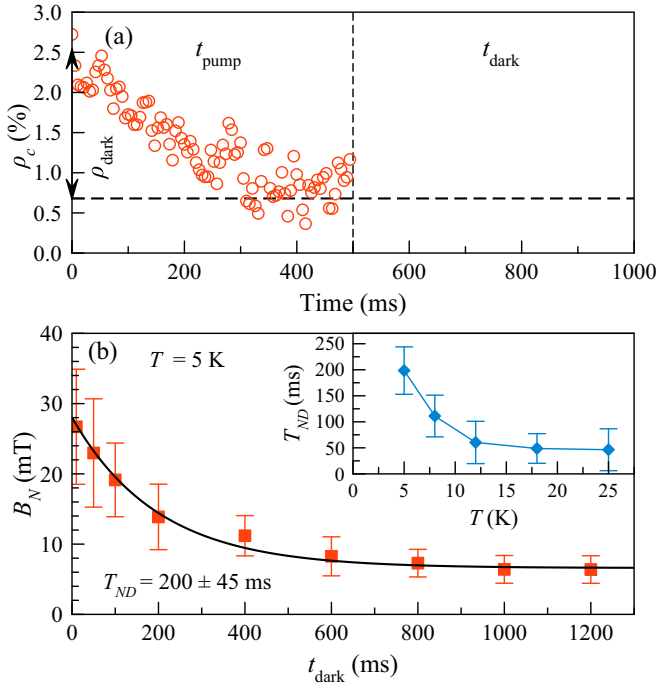 3.0
2.5
2.0
1.5
1.0
0.5
0.0
ρc (%)
(a)
tpump
tdark
ρdark
0
200
400
600
800
1000
Time (ms)
40
30
20
10
0
BN (mT)
(b)
T = 5 K
TND = 200 ± 45 ms
250
200
150
100
50
0
TND (ms)
0
5
10
15
20
25
T (K)
0
200
400
600
800
1000
1200
tdark (ms)